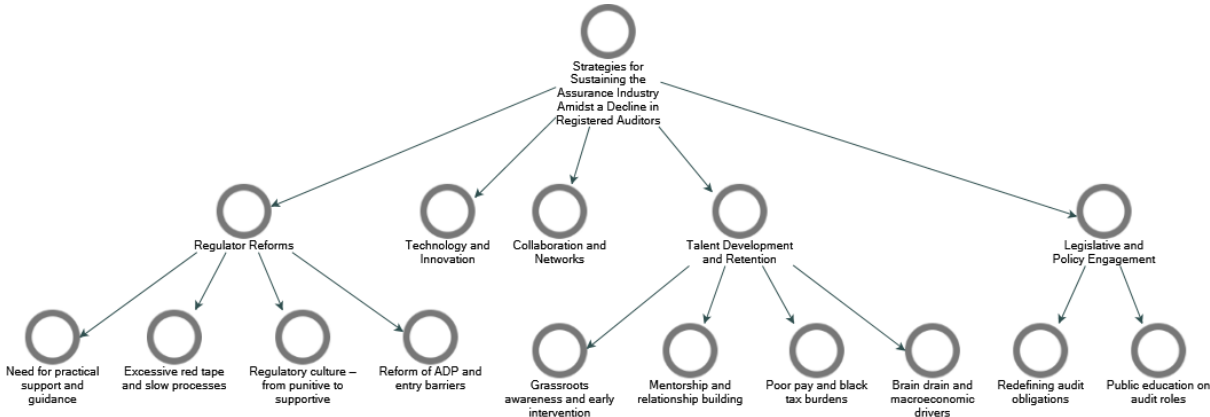 Strategies for
Sustaining the
Assurance Industry
Amidst a Decline in
Registered Auditors
Regulator Reforms
Technology and
Innovation
Collaboration and
Networks
Talent Development
and Retention
Legislative and
Policy Engagement
Need for practical
support and
guidance
Excessive red tape
and slow processes
Regulatory culture –
from punitive to
supportive
Reform of ADP and
entry barriers
Grassroots
awareness and early
intervention
Mentorship and
relationship building
Poor pay and black
tax burdens
Brain drain and
macroeconomic
drivers
Redefining audit
obligations
Public education on
audit roles